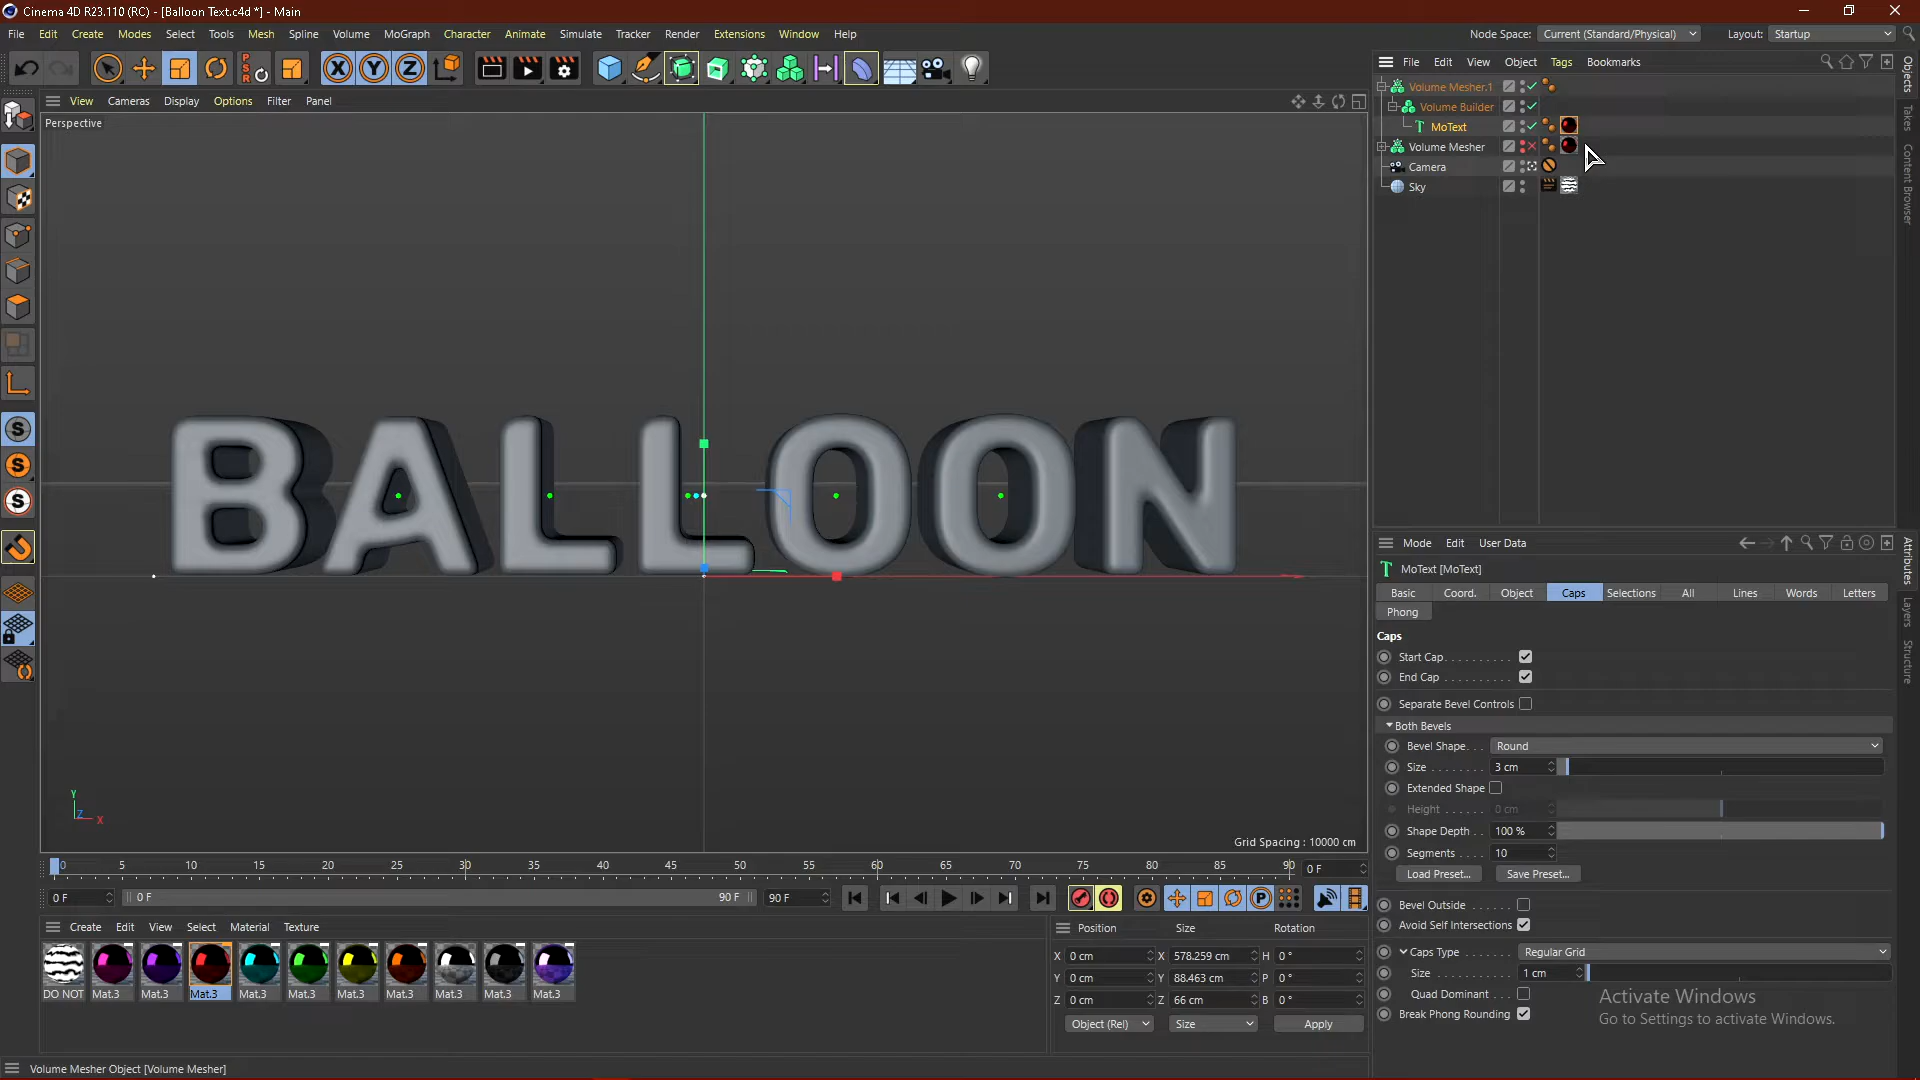 Cinema 4D R23.110 (RC) - [Balloon Text.c4d *] - Main
File Edit Create Modes Select Tools Mesh Spline Volume MoGraph Character Animate Simulate Tracker Render Extensions Window Help
Node Space: Current (Standard/Physical) Layout: Startup
PSR X Y Z
View Cameras Display Options Filter Panel
Perspective
File Edit View Object Tags Bookmarks
Volume Mesher.1
Volume Builder
MoText
Volume Mesher
Camera
Sky
Objects
Takes
Content Browser
BALLOON
Y
Z X
Grid Spacing : 10000 cm
Mode Edit User Data
MoText [MoText]
Basic Coord. Object Caps Selections All Lines Words Letters
Phong
Caps
Start Cap
End Cap
Separate Bevel Controls
Both Bevels
Bevel Shape Round
Size 3 cm
Extended Shape
Height 0 cm
Shape Depth 100 %
Segments 10
Load Preset... Save Preset...
Bevel Outside
Avoid Self Intersections
Caps Type Regular Grid
Size 1 cm
Quad Dominant
Break Phong Rounding
Attributes
Layers
Structure
0 5 10 15 20 25 30 35 40 45 50 55 60 65 70 75 80 85 90 0 F
0 F 0 F 90 F 90 F
Create Edit View Select Material Texture
DO NOT Mat.3 Mat.3 Mat.3 Mat.3 Mat.3 Mat.3 Mat.3 Mat.3 Mat.3 Mat.3
Position Size Rotation
X 0 cm X 578.259 cm H 0 °
Y 0 cm Y 88.463 cm P 0 °
Z 0 cm Z 66 cm B 0 °
Object (Rel) Size Apply
Activate Windows
Go to Settings to activate Windows.
Volume Mesher Object [Volume Mesher]